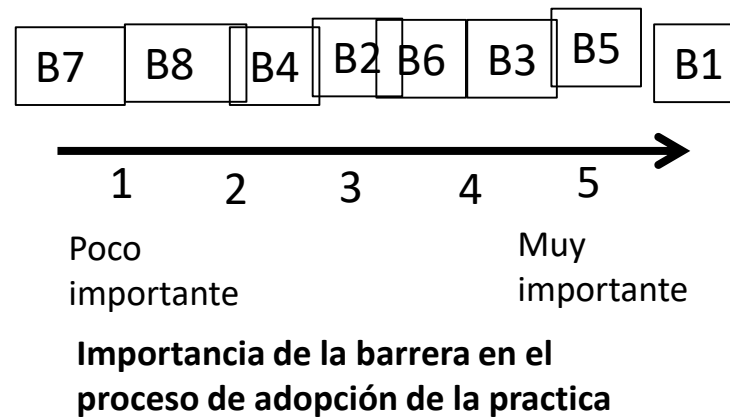 B7 B8 B4 B2 B6 B3 B5 B1
1 2 3 4 5
Poco Muy
importante importante
Importancia de la barrera en el
proceso de adopción de la practica